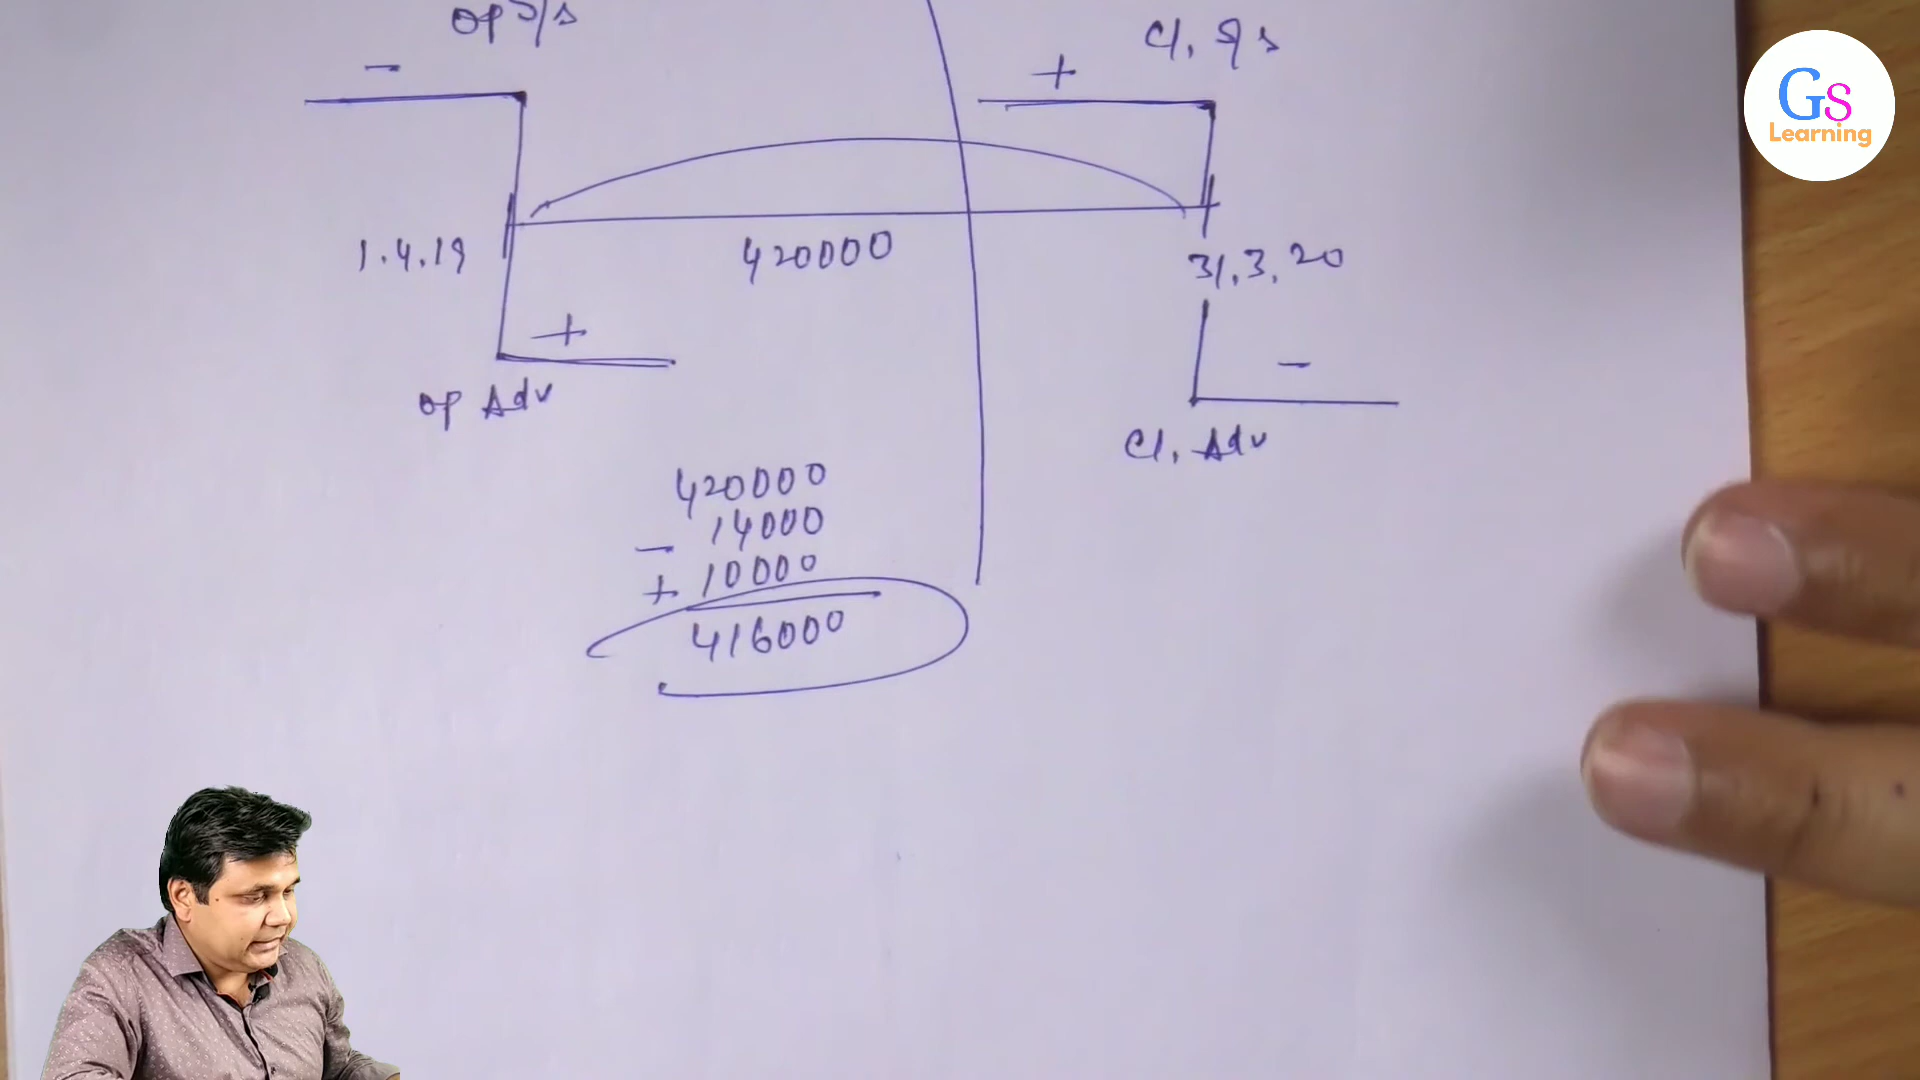 op O/s
Cl. O/s
-
+
1.4.19
420000
31.3.20
+
-
op Adv
Cl. Adv
420000
- 14000
+ 10000
416000
Gs
Learning